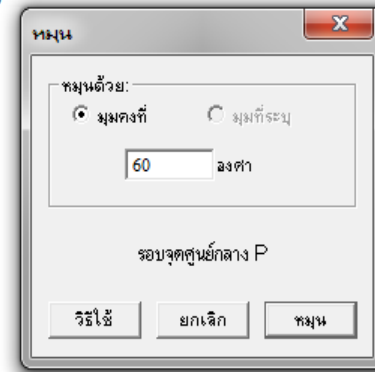 หมุน
หมุนด้วย:
มุมคงที่ มุมที่ระบุ
60 องศา
รอบจุดศูนย์กลาง P
วิธีใช้ ยกเลิก หมุน